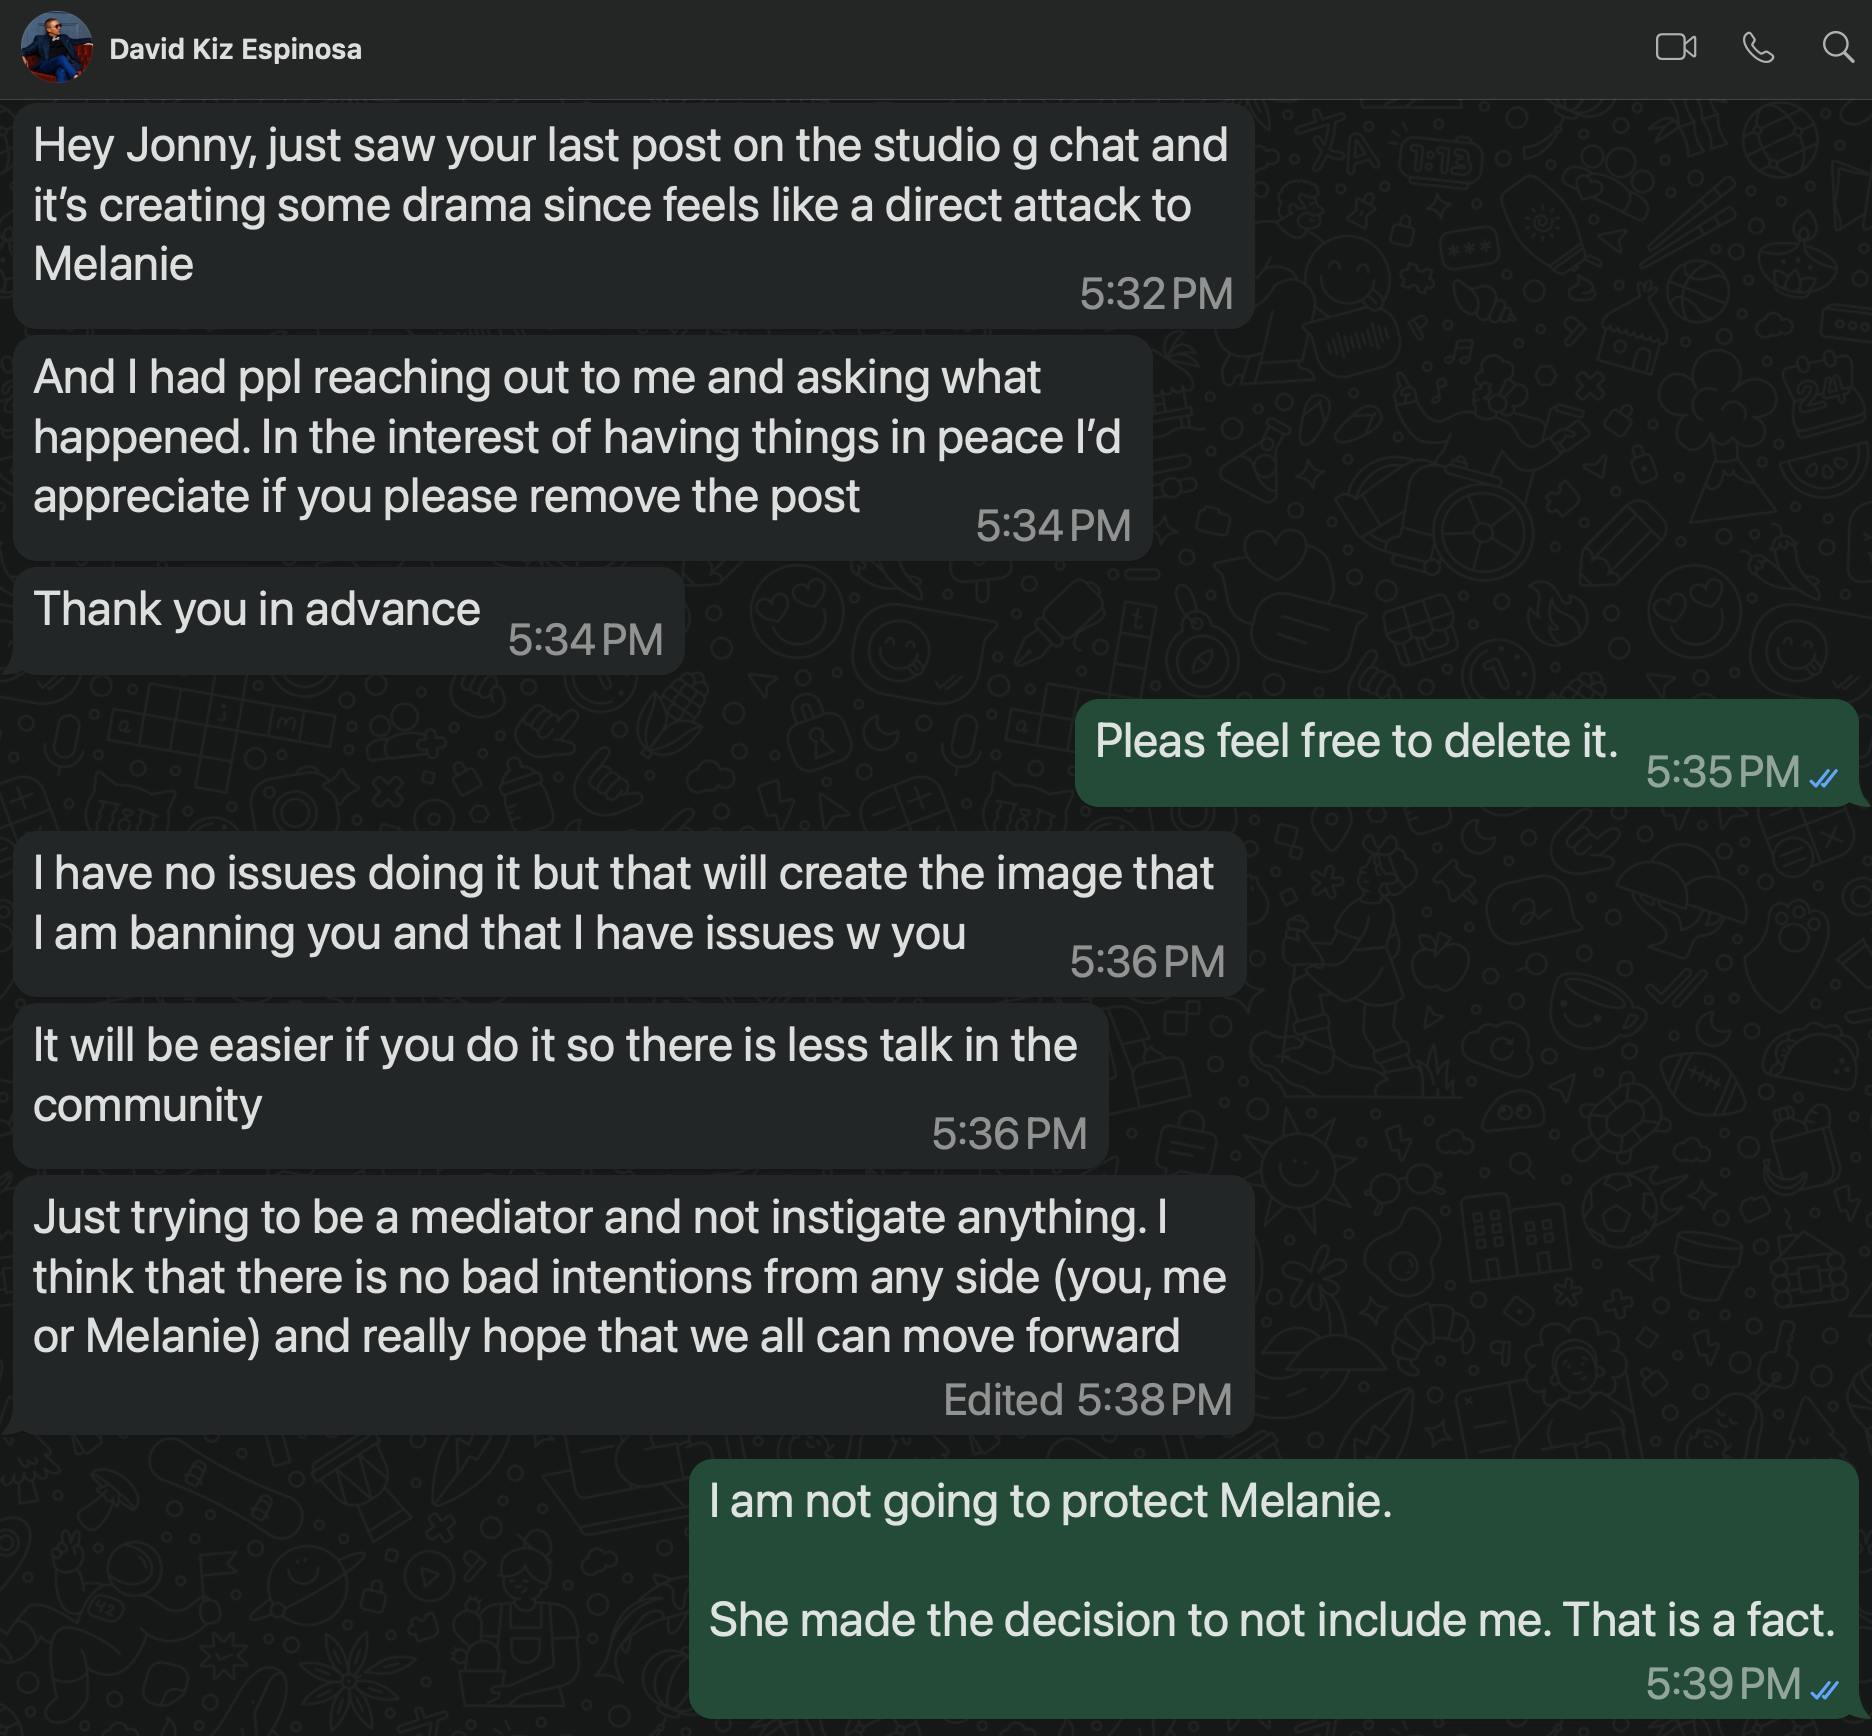 David Kiz Espinosa
Hey Jonny, just saw your last post on the studio g chat and
it’s creating some drama since feels like a direct attack to
Melanie
5:32 PM
And I had ppl reaching out to me and asking what
happened. In the interest of having things in peace I’d
appreciate if you please remove the post
5:34 PM
Thank you in advance
5:34 PM
Pleas feel free to delete it.
5:35 PM
I have no issues doing it but that will create the image that
I am banning you and that I have issues w you
5:36 PM
It will be easier if you do it so there is less talk in the
community
5:36 PM
Just trying to be a mediator and not instigate anything. I
think that there is no bad intentions from any side (you, me
or Melanie) and really hope that we all can move forward
Edited 5:38 PM
I am not going to protect Melanie.
She made the decision to not include me. That is a fact.
5:39 PM